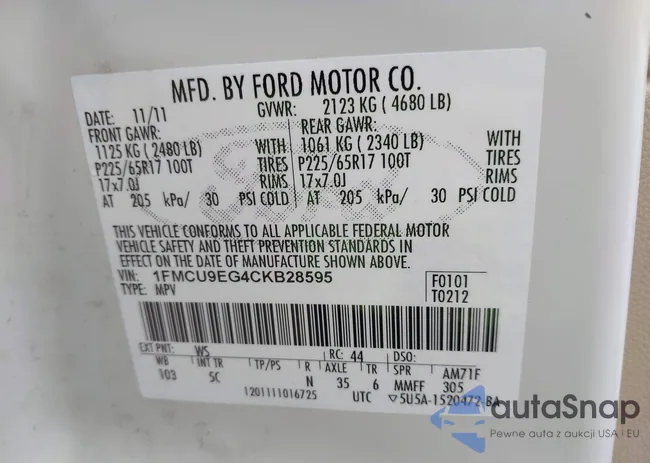 MFD. BY FORD MOTOR CO.
DATE: 11/11 GVWR: 2123 KG ( 4680 LB)
FRONT GAWR: REAR GAWR:
1125 KG ( 2480 LB) WITH 1061 KG ( 2340 LB) WITH
P225/65R17 100T TIRES P225/65R17 100T TIRES
17x7.0J RIMS 17x7.0J RIMS
AT 205 kPa/ 30 PSI COLD AT 205 kPa/ 30 PSI COLD
Ford
THIS VEHICLE CONFORMS TO ALL APPLICABLE FEDERAL MOTOR
VEHICLE SAFETY AND THEFT PREVENTION STANDARDS IN
EFFECT ON THE DATE OF MANUFACTURE SHOWN ABOVE.
VIN: 1FMCU9EG4CKB28595 F0101
TYPE: MPV T0212
EXT PNT: WS RC: 44 DSO:
WB INT TR TP/PS R AXLE TR SPR AM71F
103 5C N 35 6 MMFF 305
1201111016725 UTC ▽5U5A-1520472-BA
autaSnap
Pewne auta z aukcji USA i EU